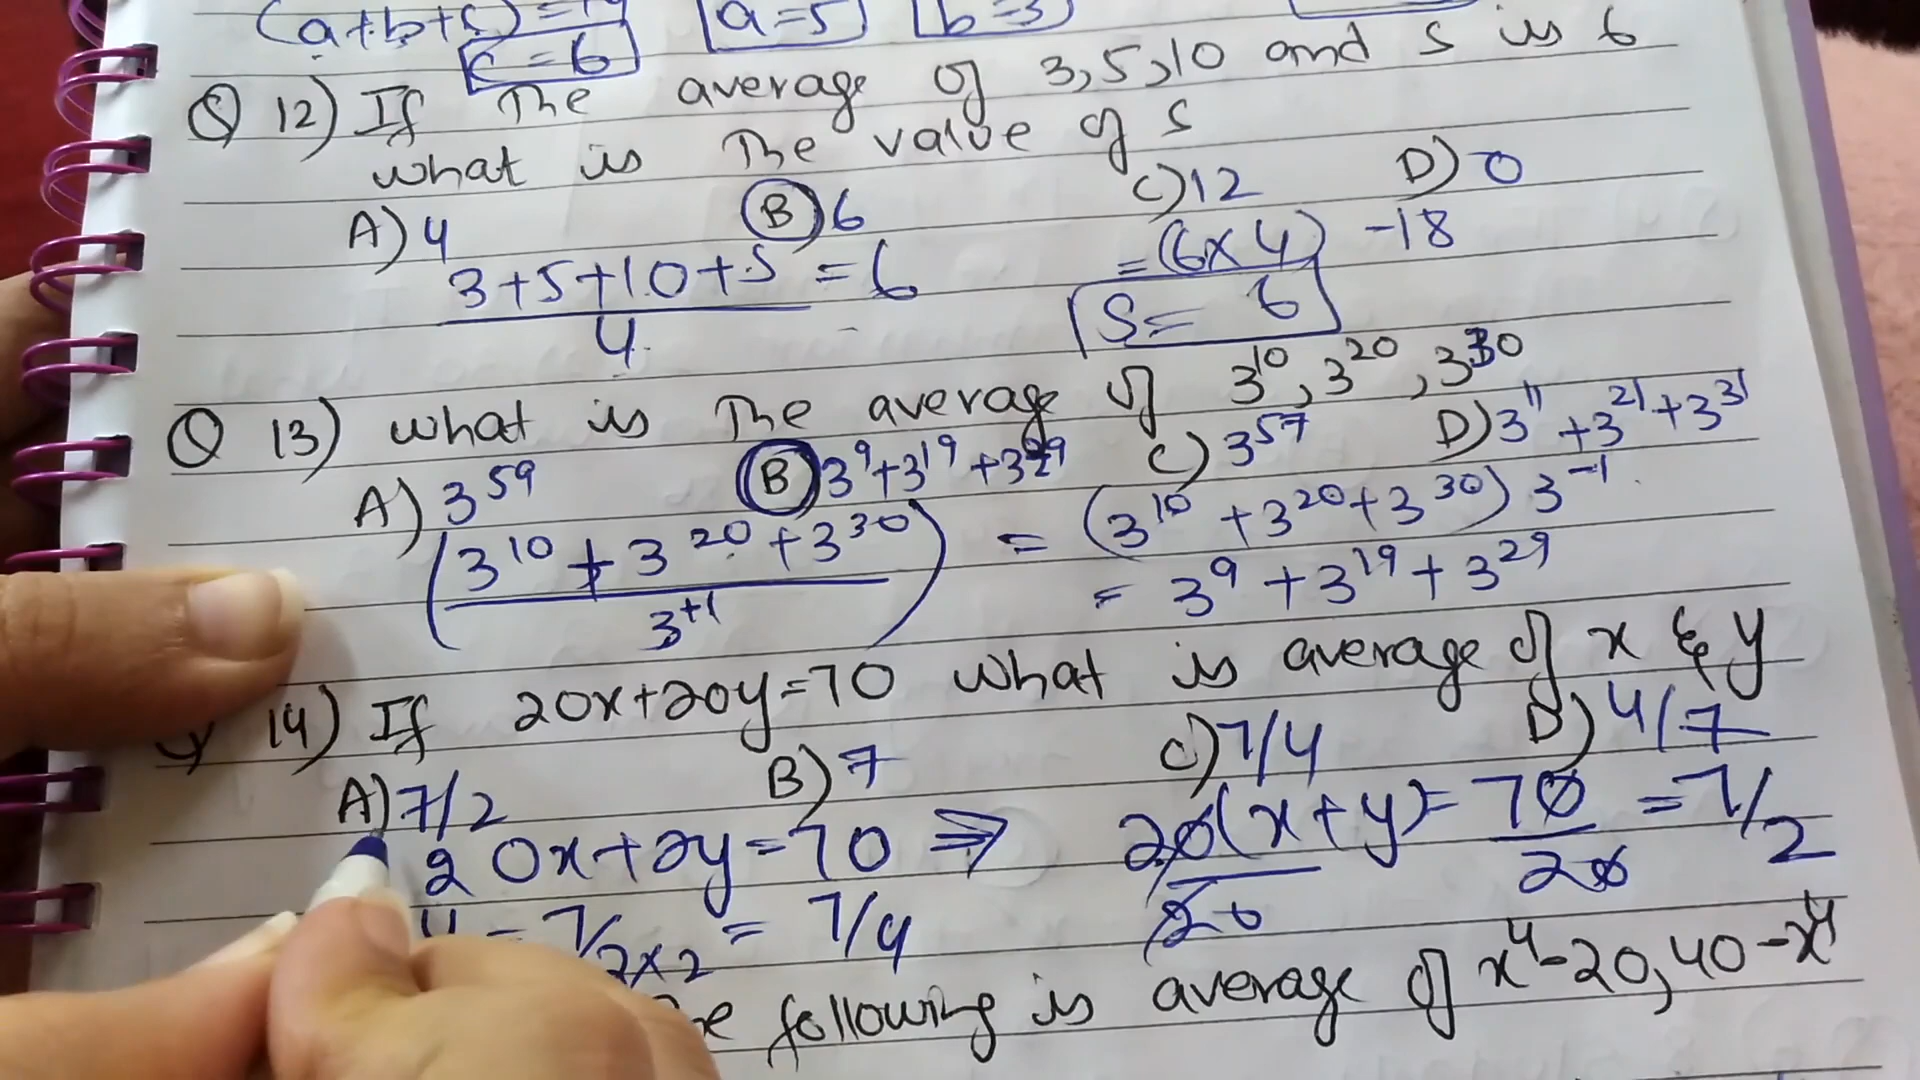 (a+b+c)=14 a=5 b=3
c=6
Q 12) If The average of 3,5,10 and s is 6
what is The value of s
A) 4 B) 6 C) 12 D) 0
3+5+10+s = 6 = (6×4) -18
4 S= 6
Q 13) what is The average of 3^10, 3^20, 3^30
A) 3^59 B) 3^9+3^19+3^29 C) 3^57 D) 3^11+3^21+3^31
(3^10+3^20+3^30) = (3^10+3^20+3^30) 3^-1
3^+1 = 3^9+3^19+3^29
14) If 20x+20y=70 what is average of x & y
A) 7/2 B) 7 C) 7/4 D) 4/7
20x+2y=70 ⇒ 20(x+y)= 70 = 7/2
20 20
= 7/2×2 = 7/4
following is average of x^4-20, 40-x^4